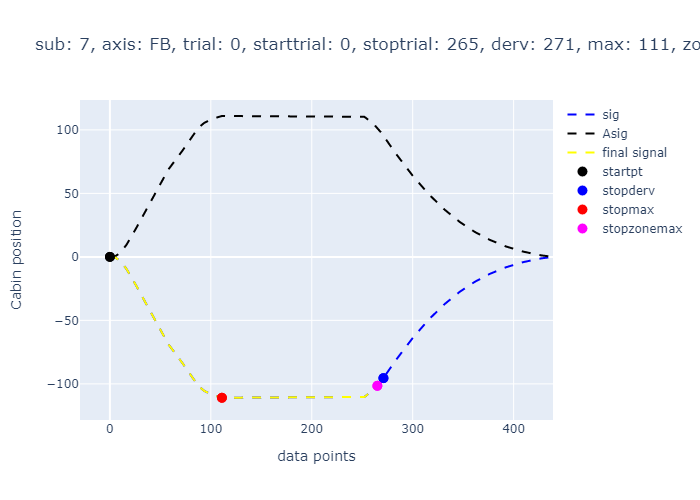 sub: 7, axis: FB, trial: 0, starttrial: 0, stoptrial: 265, derv: 271, max: 111, zo
sig
Asig
final signal
startpt
stopderv
stopmax
stopzonemax
100
50
0
−50
−100
Cabin position
0
100
200
300
400
data points